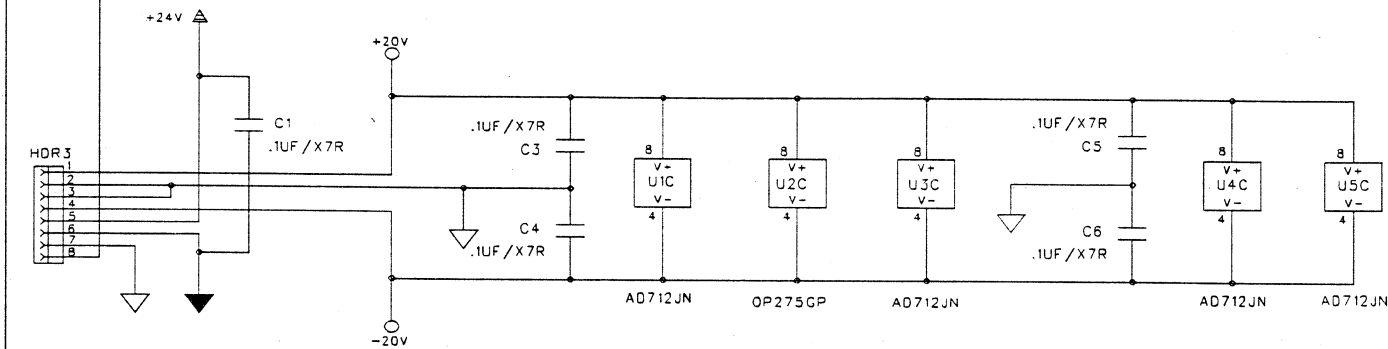 +24V
+20V
C1
.1UF/X7R
HDR3
1
2
3
4
5
6
7
8
.1UF/X7R
C3
C4
.1UF/X7R
8
V+
U1C
V-
4
AD712JN
8
V+
U2C
V-
4
OP275GP
8
V+
U3C
V-
4
AD712JN
.1UF/X7R
C5
C6
.1UF/X7R
8
V+
U4C
V-
4
AD712JN
8
V+
U5C
V-
4
AD712JN
-20V